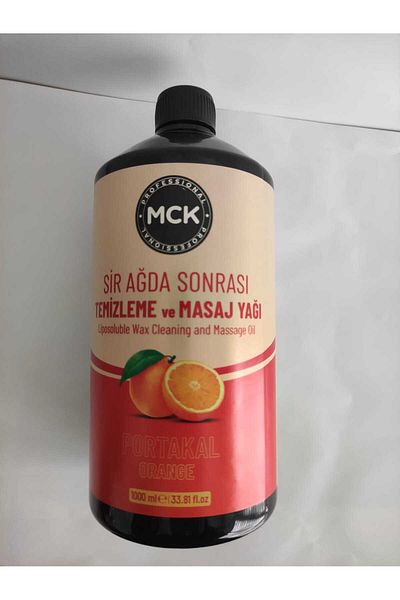 PROFESSIONAL
MCK
PROFESSIONAL
SİR AĞDA SONRASI
TEMİZLEME ve MASAJ YAĞI
Liposoluble Wax Cleaning and Massage Oil
PORTAKAL
ORANGE
1000 ml ℮ | 33.81 fl.oz